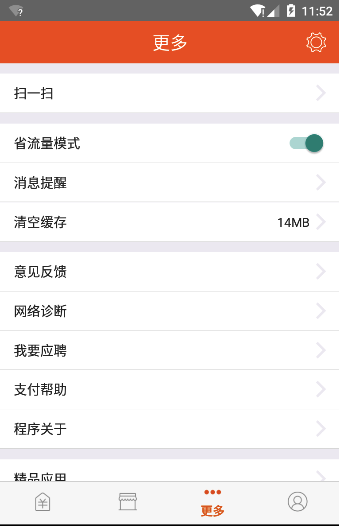 11:52
更多
扫一扫
省流量模式
消息提醒
清空缓存 14MB
意见反馈
网络诊断
我要应聘
支付帮助
程序关于
精品应用
更多